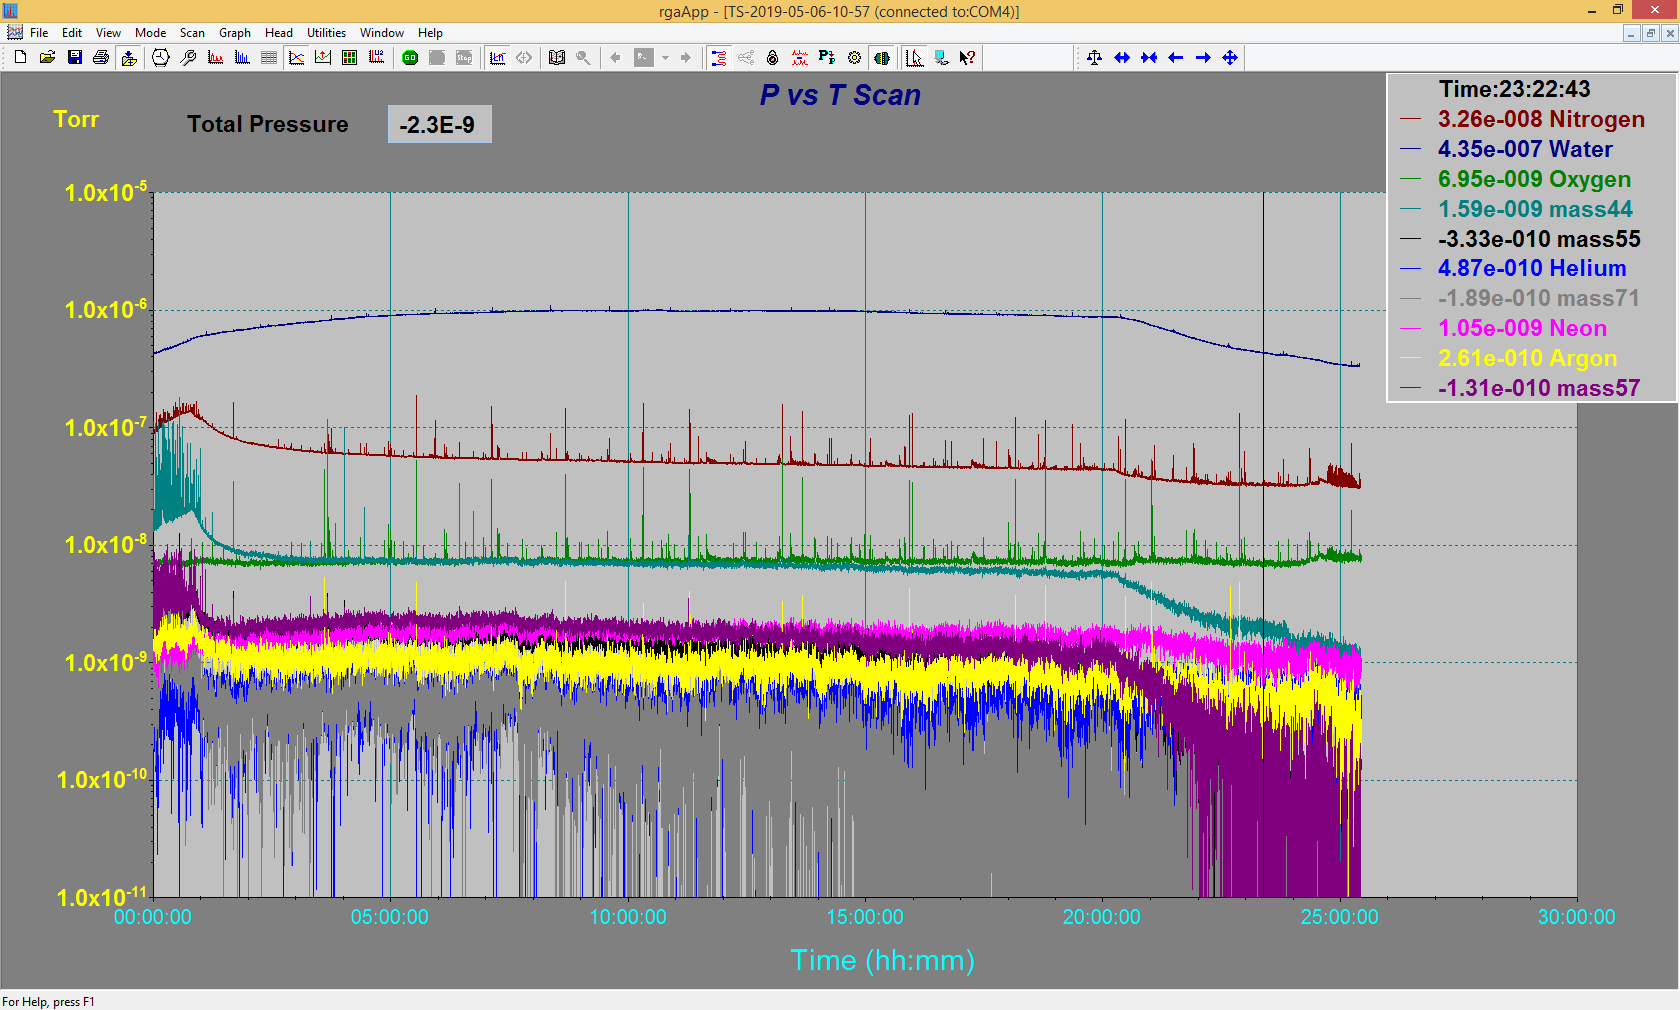 rgaApp - [TS-2019-05-06-10-57 (connected to:COM4)]
File Edit View Mode Scan Graph Head Utilities Window Help
GO Stop
P vs T Scan
Torr
Total Pressure -2.3E-9
Time:23:22:43
3.26e-008 Nitrogen
4.35e-007 Water
6.95e-009 Oxygen
1.59e-009 mass44
-3.33e-010 mass55
4.87e-010 Helium
-1.89e-010 mass71
1.05e-009 Neon
2.61e-010 Argon
-1.31e-010 mass57
1.0x10-5
1.0x10-6
1.0x10-7
1.0x10-8
1.0x10-9
1.0x10-10
1.0x10-11
00:00:00 05:00:00 10:00:00 15:00:00 20:00:00 25:00:00 30:00:00
Time (hh:mm)
For Help, press F1